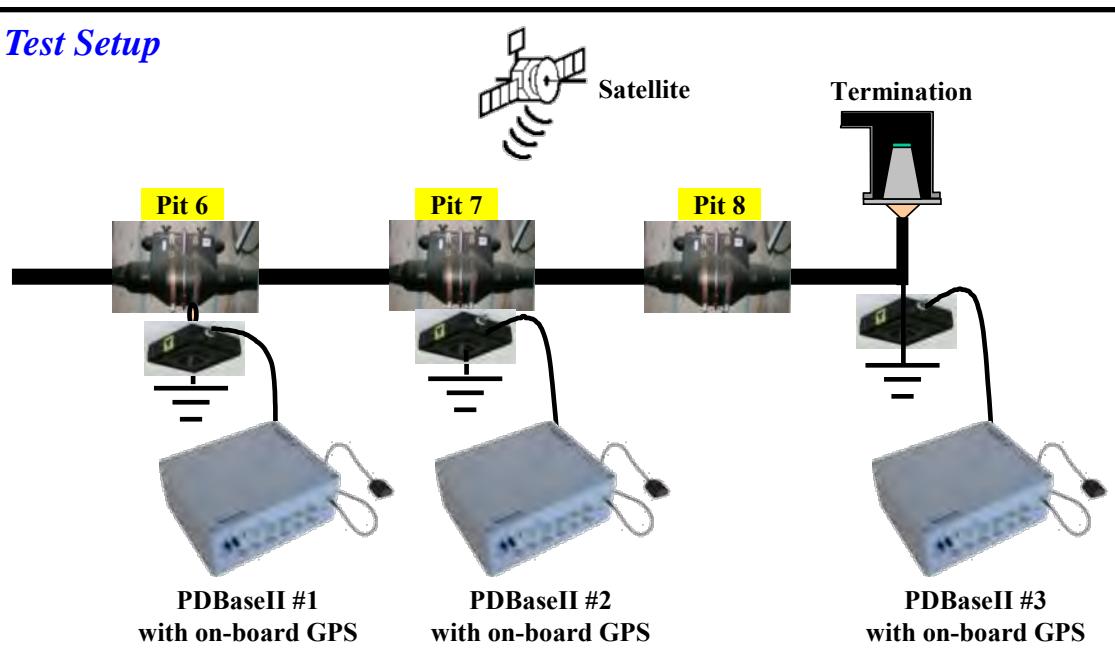 Test Setup
Satellite
Termination
Pit 6
Pit 7
Pit 8
PDBaseII #1
with on-board GPS
PDBaseII #2
with on-board GPS
PDBaseII #3
with on-board GPS